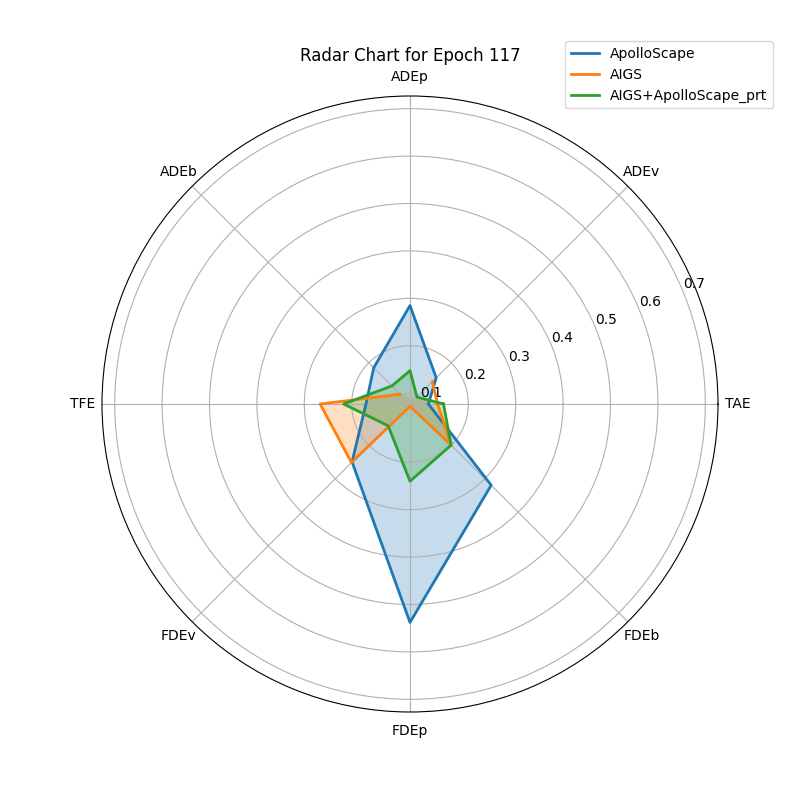 Radar Chart for Epoch 117
ApolloScape
AIGS
AIGS+ApolloScape_prt
ADEp
ADEb
ADEv
0.7
0.6
0.5
0.4
0.3
0.2
0.1
TFE
TAE
FDEv
FDEb
FDEp